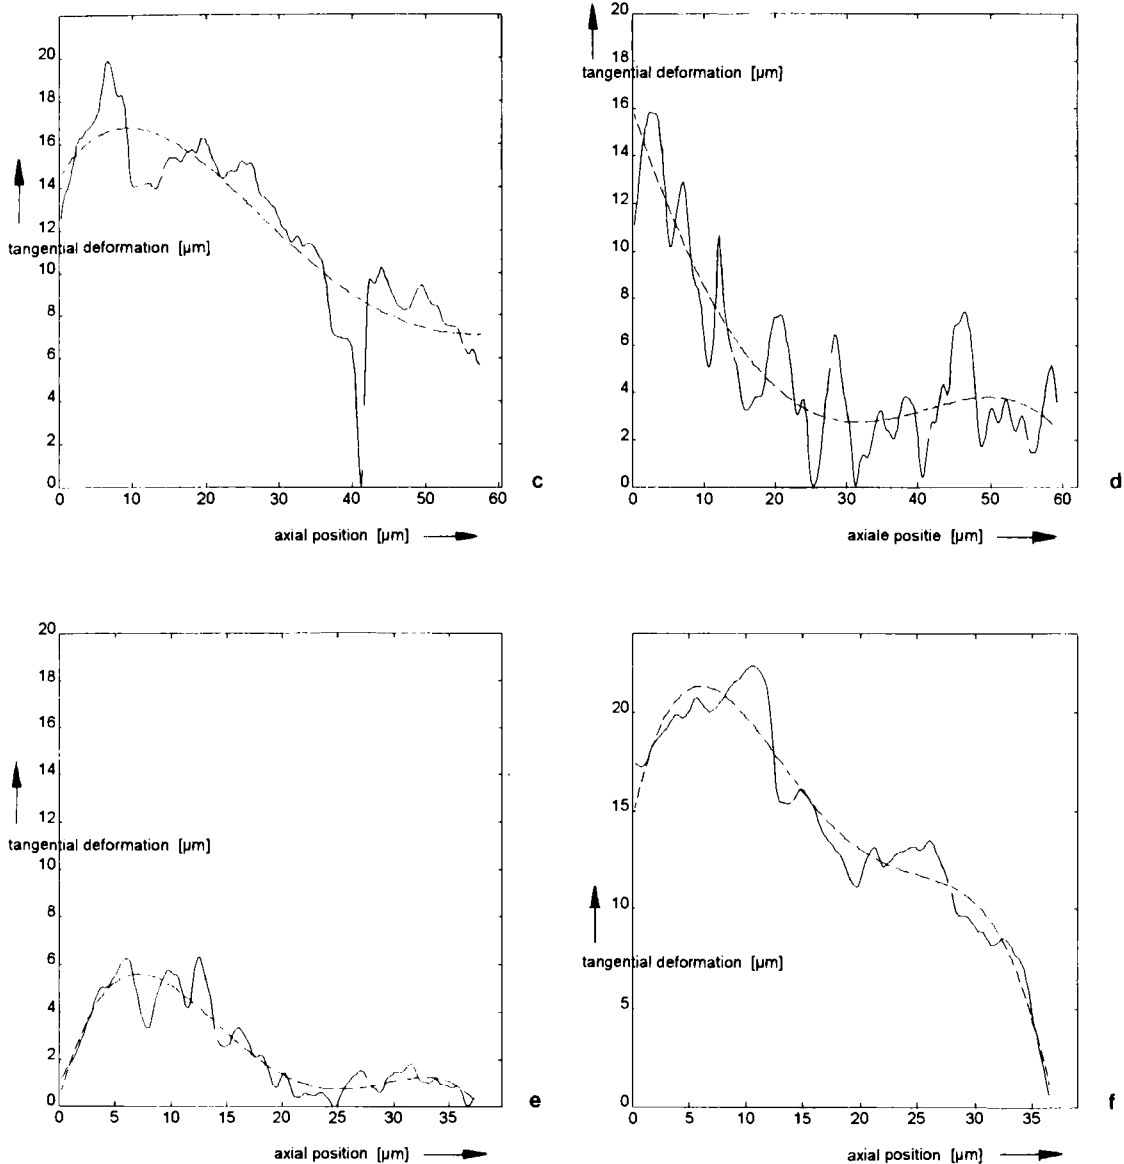 20
18
16
14
12
tangential deformation [µm]
10
8
6
4
2
0
0 10 20 30 40 50
axial position [µm]
c
20
tangential deformation [µm]
16
14
12
10
8
6
4
2
0
0 10 20 30 40 50 60
axiale positie [µm]
d
20
18
16
14
12
tangential deformation [µm]
10
8
6
4
2
0
0 5 10 15 20 25 30 35
axial position [µm]
e
20
15
10
tangential deformation [µm]
5
0
0 5 10 15 20 25 30 35
axial position [µm]
f